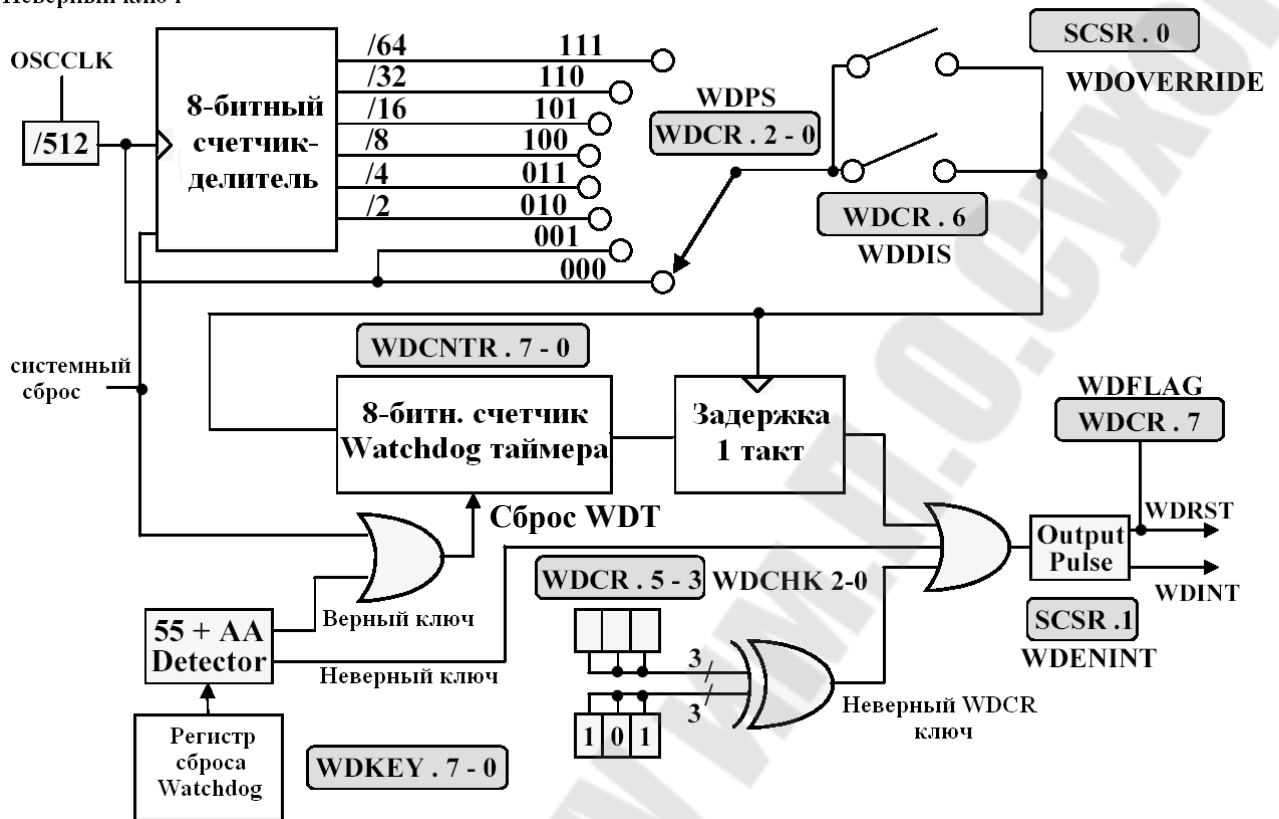 Неверный ключ
OSCCLK
/512
8-битный
счетчик-
делитель
/64 111
/32 110
/16 101
/8 100
/4 011
/2 010
001
000
WDPS
WDCR . 2 - 0
SCSR . 0
WDOVERRIDE
WDCR . 6
WDDIS
системный
сброс
WDCNTR . 7 - 0
8-битн. счетчик
Watchdog таймера
Задержка
1 такт
WDFLAG
WDCR . 7
Сброс WDT
WDRST
Output
Pulse
WDINT
SCSR .1
WDENINT
WDCR . 5 - 3 WDCHK 2-0
55 + AA
Detector
Верный ключ
Неверный ключ
3
3
1 0 1
Неверный WDCR
ключ
Регистр
сброса
Watchdog
WDKEY . 7 - 0